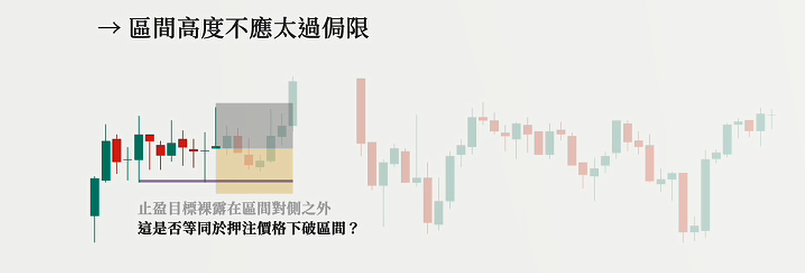 → 區間高度不應太過侷限
止盈目標裸露在區間對側之外
這是否等同於押注價格下破區間？